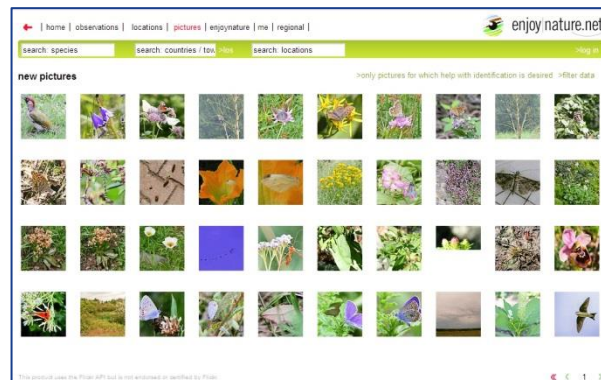 | home | observations | locations | pictures | enjoynature | me | regional |
enjoy|nature.net
search: species
search: countries / tow
>los
search: locations
>log in
new pictures
>only pictures for which help with identification is desired >filter data
This product uses the Flickr API but is not endorsed or certified by Flickr.
1